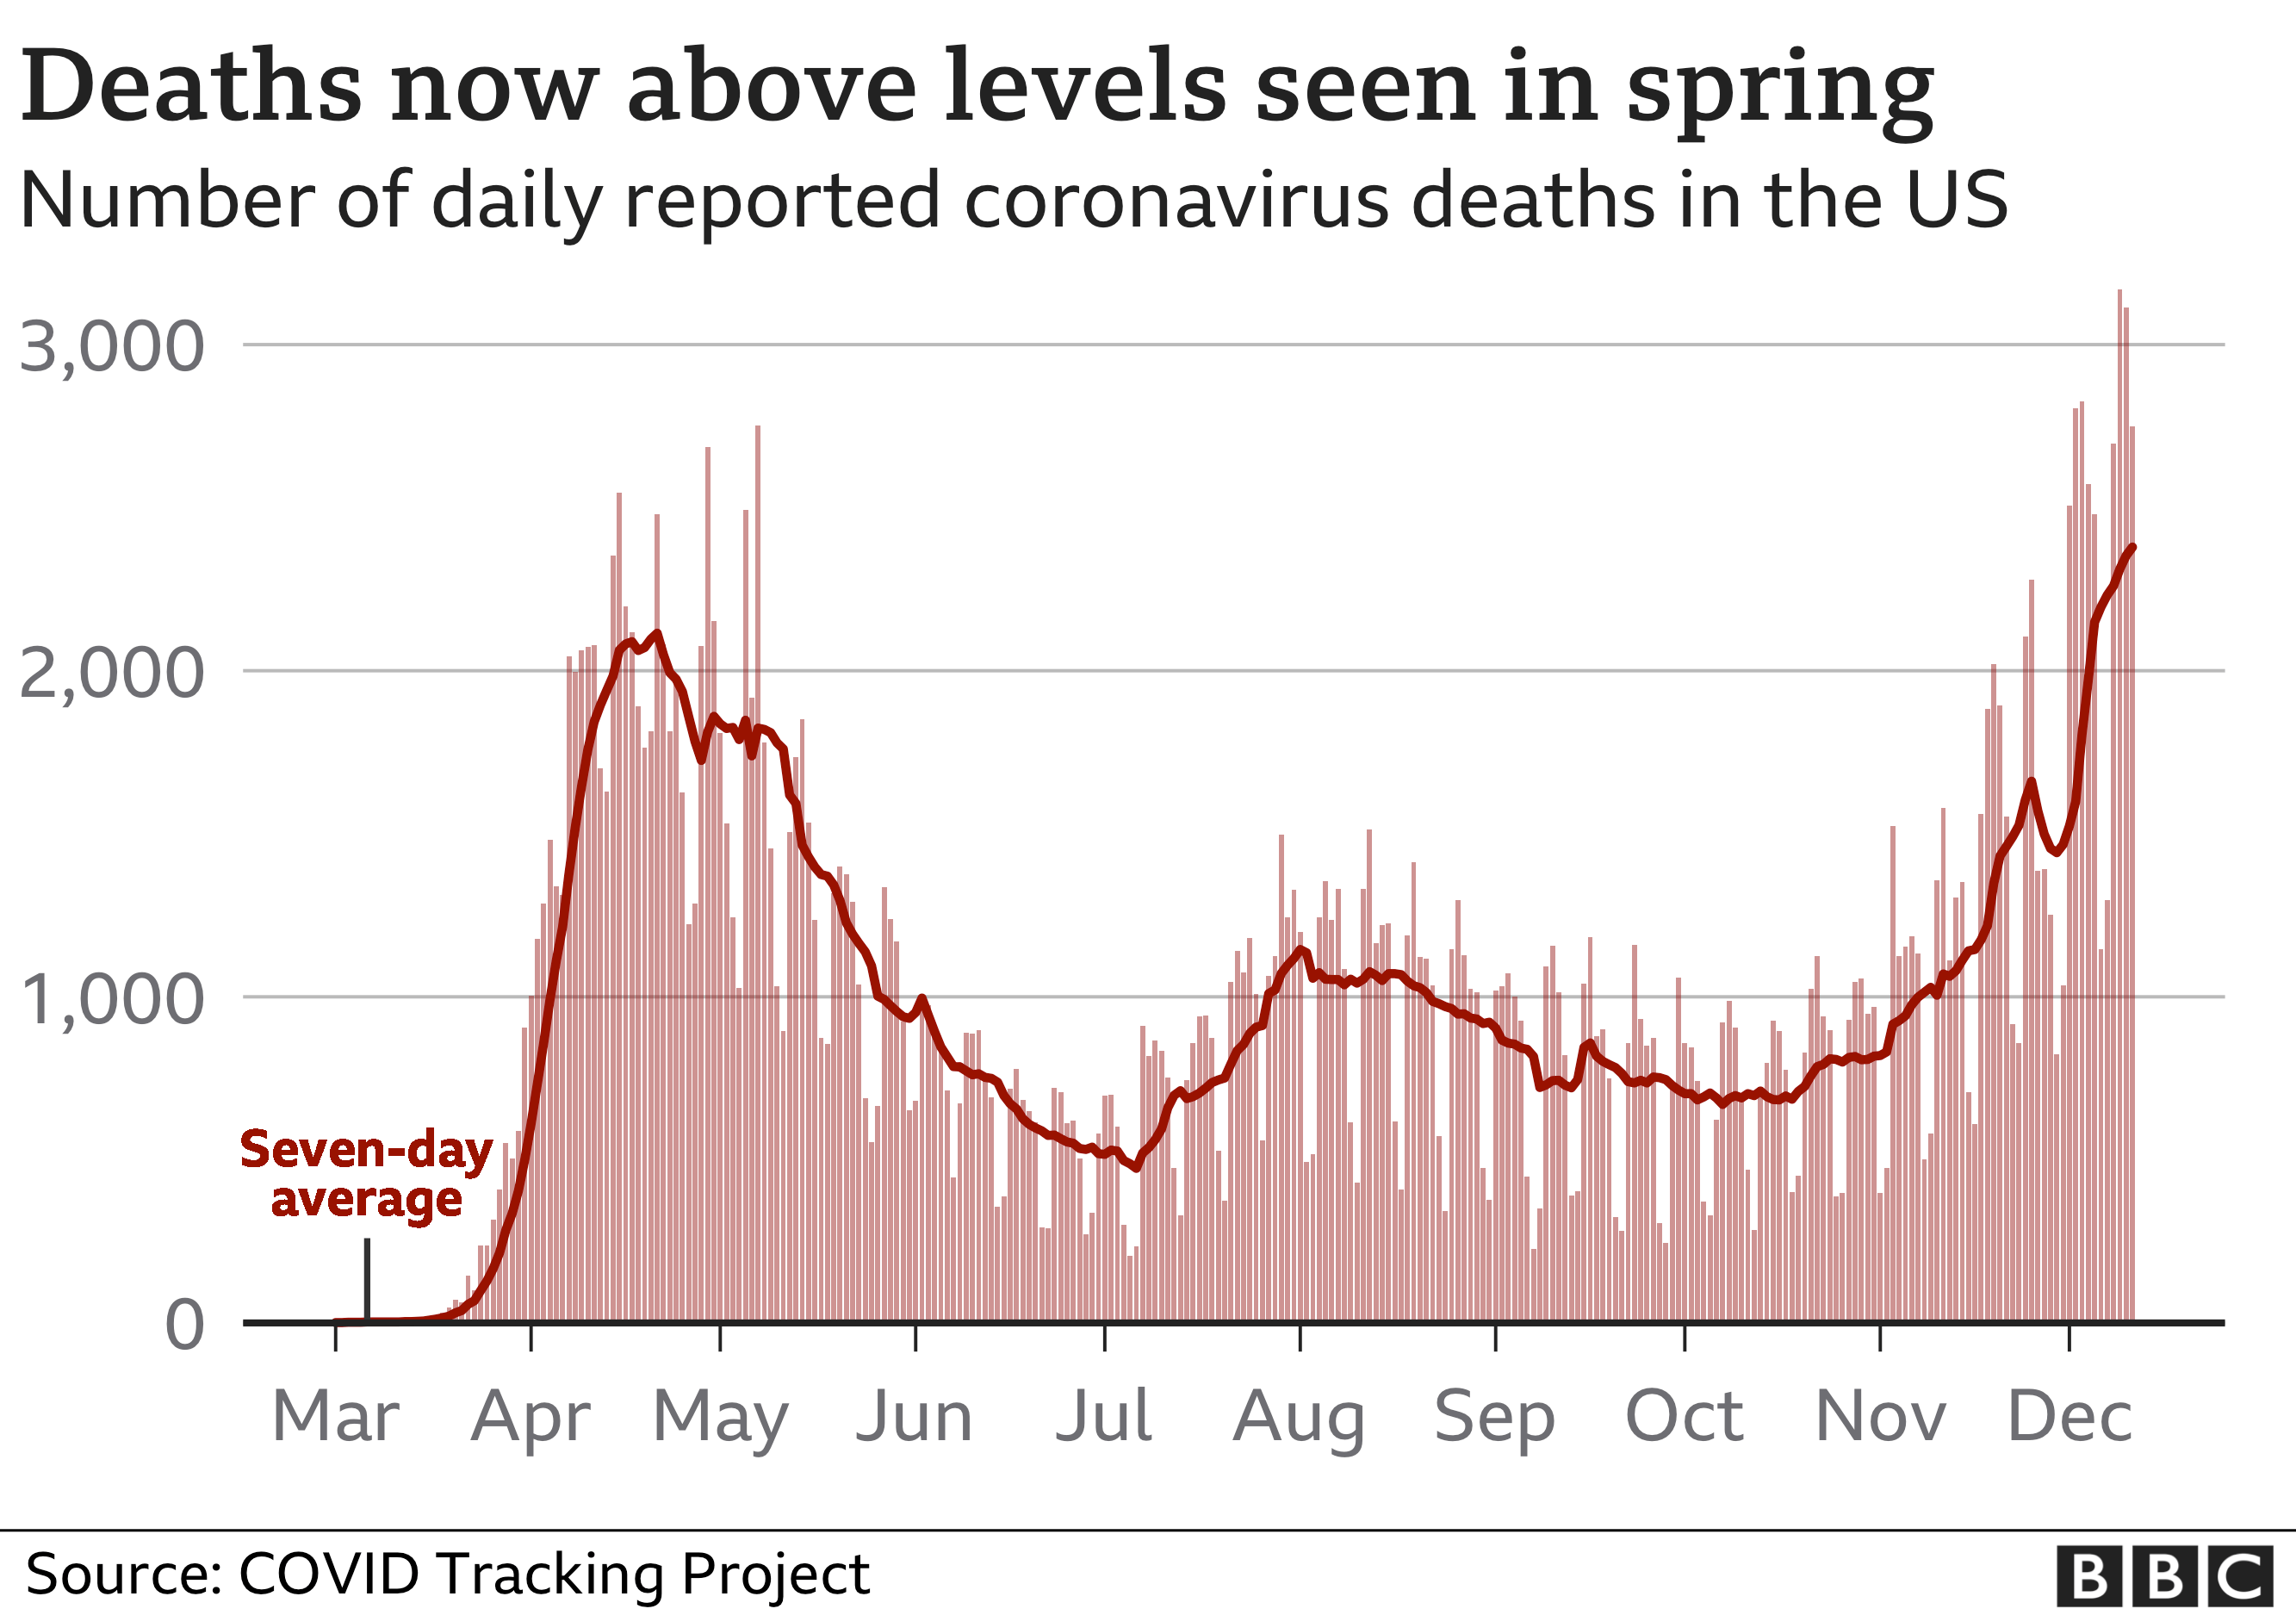 Deaths now above levels seen in spring
Number of daily reported coronavirus deaths in the US
3,000
2,000
1,000
0
Seven-day
average
Mar Apr May Jun Jul Aug Sep Oct Nov Dec
Source: COVID Tracking Project
BBC